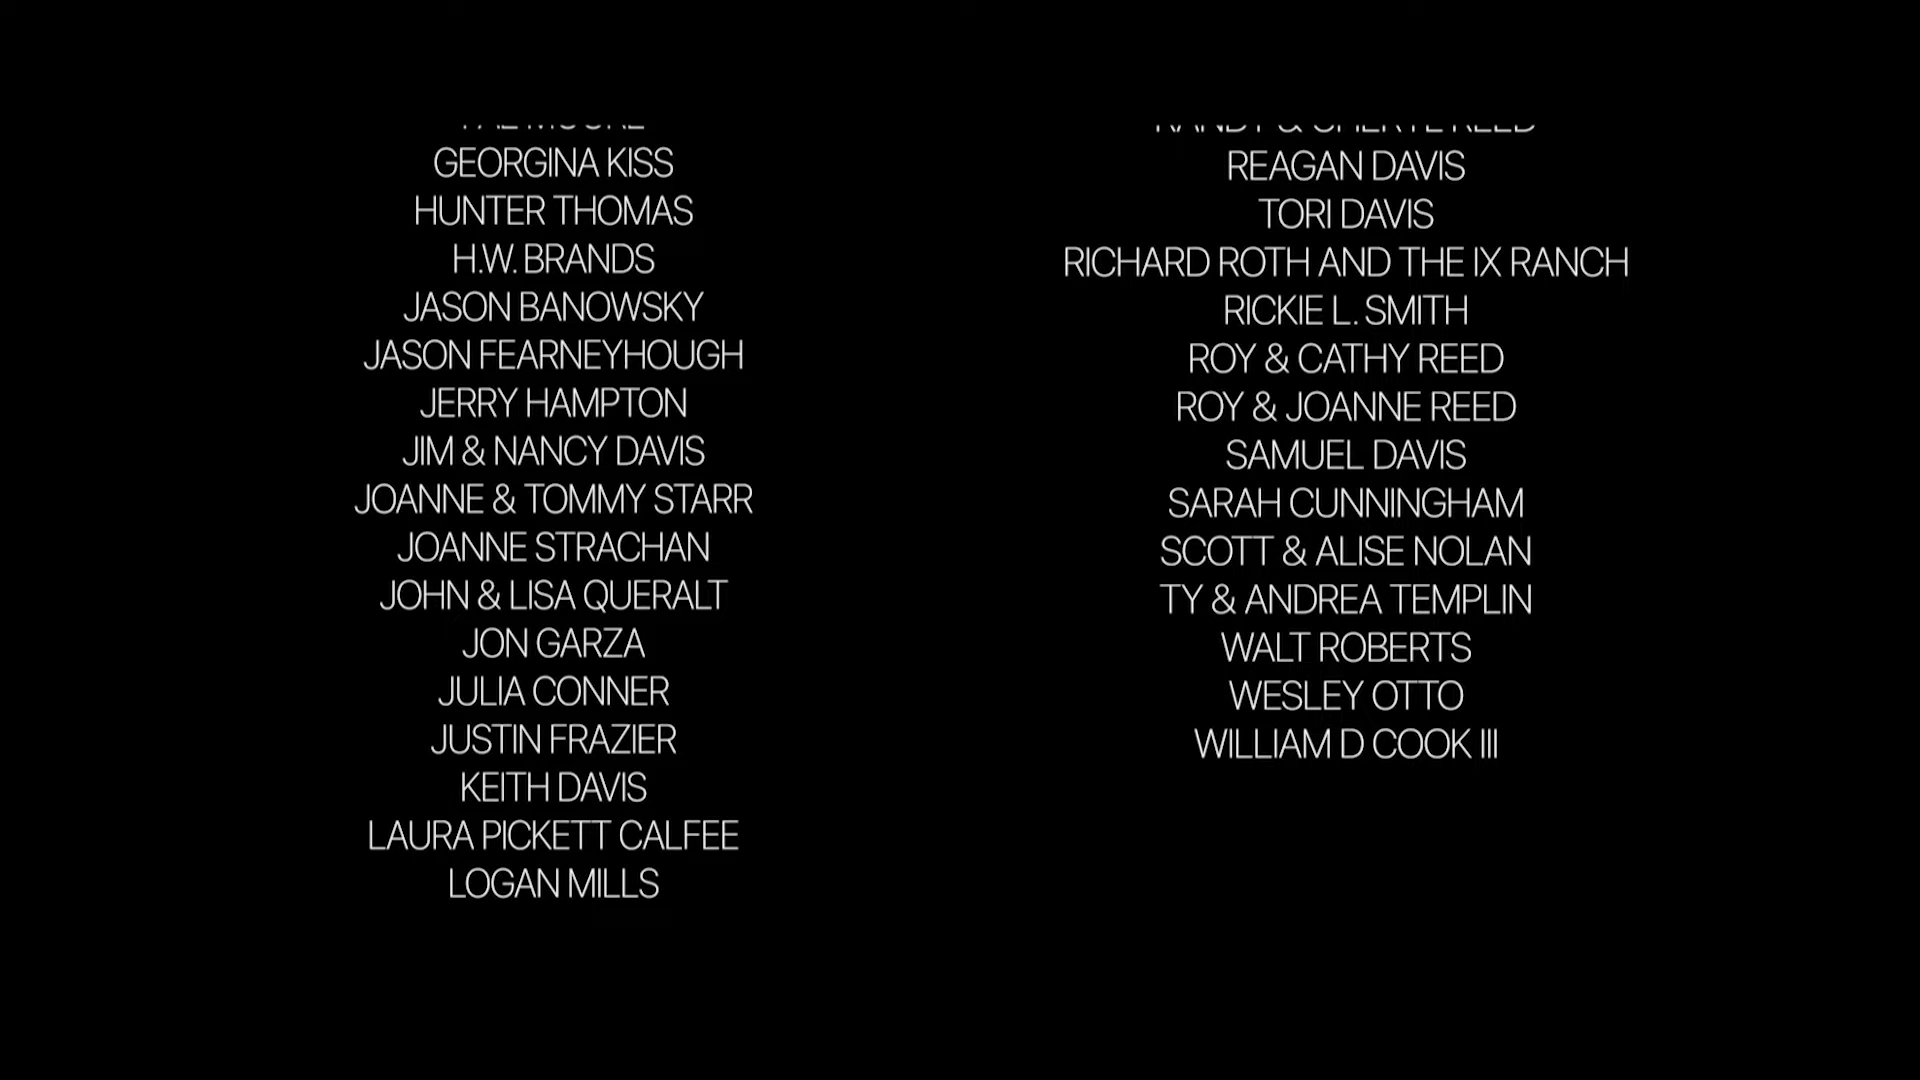 GEORGINA KISS
HUNTER THOMAS
H.W. BRANDS
JASON BANOWSKY
JASON FEARNEYHOUGH
JERRY HAMPTON
JIM & NANCY DAVIS
JOANNE & TOMMY STARR
JOANNE STRACHAN
JOHN & LISA QUERALT
JON GARZA
JULIA CONNER
JUSTIN FRAZIER
KEITH DAVIS
LAURA PICKETT CALFEE
LOGAN MILLS
RANDY & CHERYL REED
REAGAN DAVIS
TORI DAVIS
RICHARD ROTH AND THE IX RANCH
RICKIE L. SMITH
ROY & CATHY REED
ROY & JOANNE REED
SAMUEL DAVIS
SARAH CUNNINGHAM
SCOTT & ALISE NOLAN
TY & ANDREA TEMPLIN
WALT ROBERTS
WESLEY OTTO
WILLIAM D COOK III